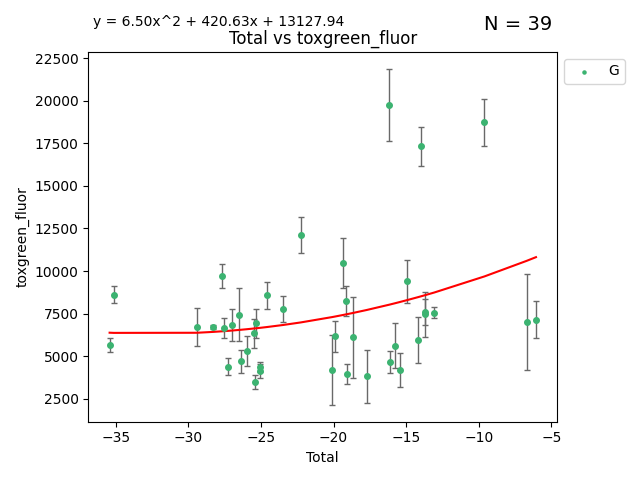 y = 6.50x^2 + 420.63x + 13127.94
N = 39
Total vs toxgreen_fluor
G
22500
20000
17500
15000
12500
10000
7500
5000
2500
toxgreen_fluor
−35
−30
−25
−20
−15
−10
−5
Total